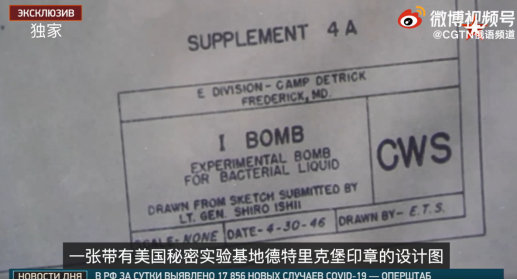 ЭКСКЛЮЗИВ
独家
微博视频号
@CGTN俄语频道
SUPPLEMENT 4A
E DIVISION - CAMP DETRICK
FREDERICK, MD.
I BOMB
EXPERIMENTAL BOMB
FOR BACTERIAL LIQUID
DRAWN FROM SKETCH SUBMITTED BY
LT. GEN. SHIRO ISHII
CWS
SCALE-NONE DATE-4-30-46 DRAWN BY-E.T.S.
一张带有美国秘密实验基地德特里克堡印章的设计图
НОВОСТИ ДНЯ В РФ ЗА СУТКИ ВЫЯВЛЕНО 17 856 НОВЫХ СЛУЧАЕВ COVID-19 — ОПЕРШТАБ